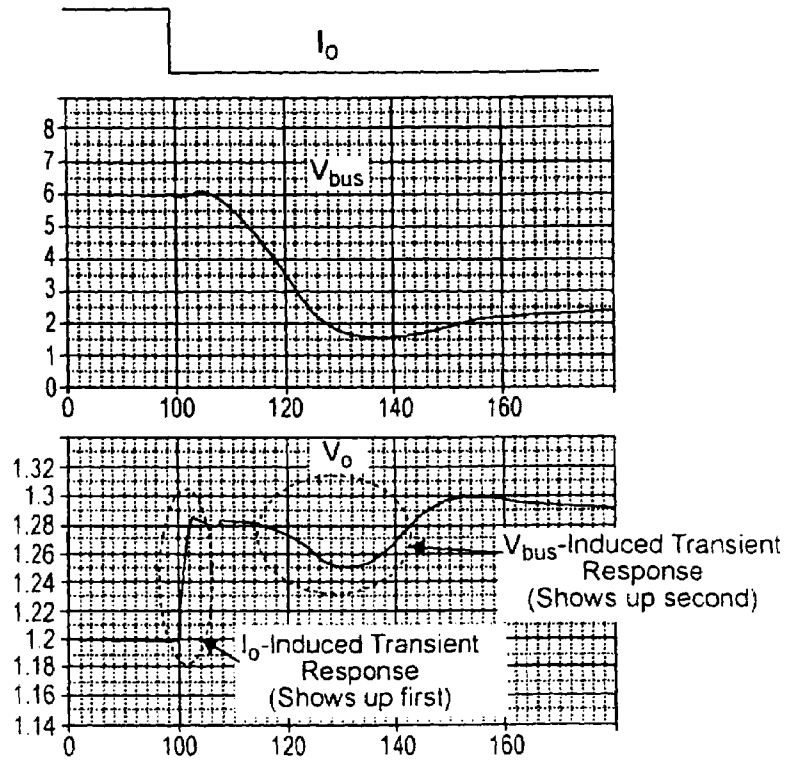 I₀
8
7
6
5
4
3
2
1
0
V_bus
0 100 120 140 160
1.32
1.3
1.28
1.26
1.24
1.22
1.2
1.18
1.16
1.14
V₀
V_bus-Induced Transient
Response
(Shows up second)
I₀-Induced Transient
Response
(Shows up first)
0 100 120 140 160